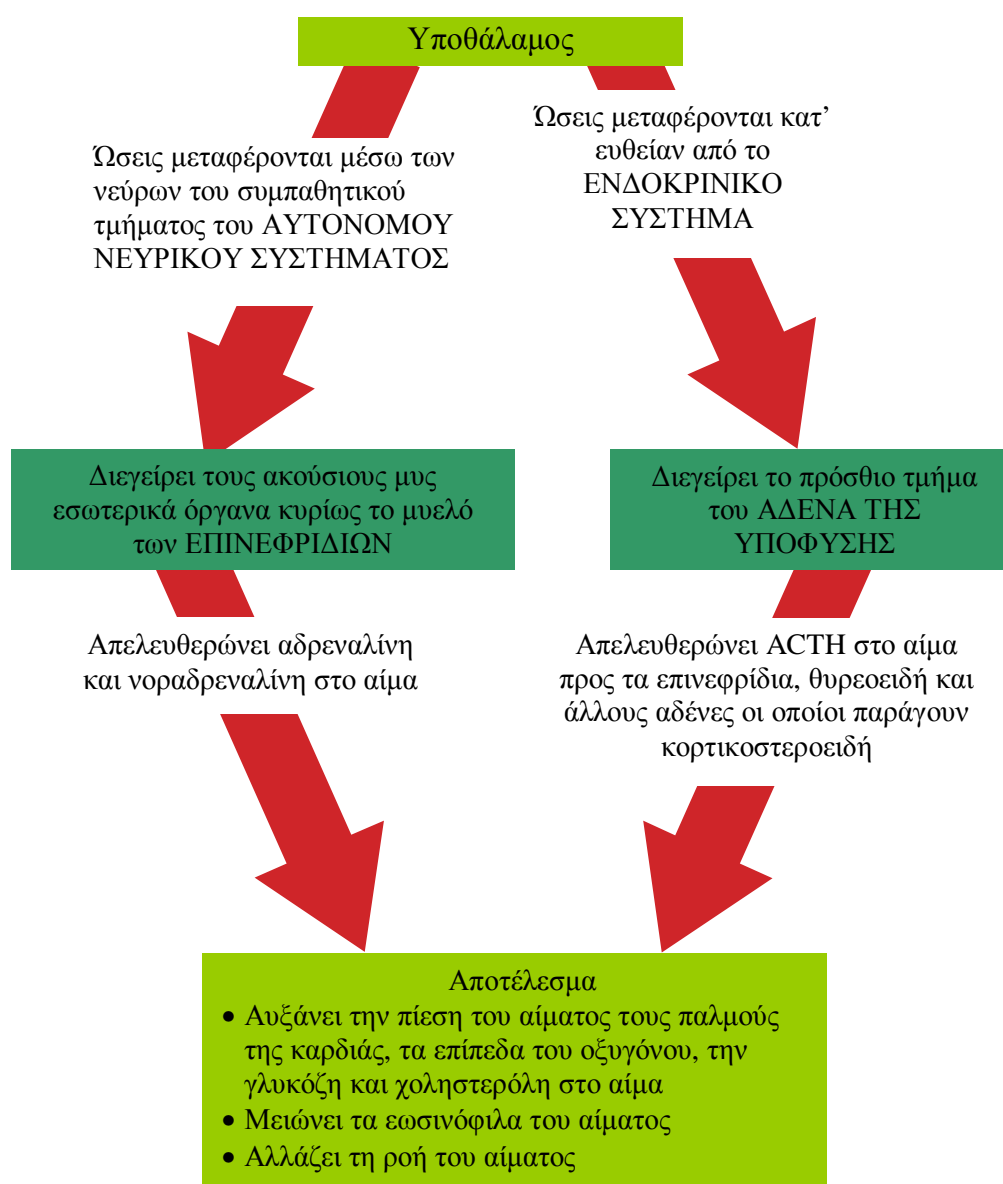 Υποθάλαμος
Ώσεις μεταφέρονται μέσω των
νεύρων του συμπαθητικού
τμήματος του ΑΥΤΟΝΟΜΟΥ
ΝΕΥΡΙΚΟΥ ΣΥΣΤΗΜΑΤΟΣ
Ώσεις μεταφέρονται κατ’
ευθείαν από το
ΕΝΔΟΚΡΙΝΙΚΟ
ΣΥΣΤΗΜΑ
Διεγείρει τους ακούσιους μυς
εσωτερικά όργανα κυρίως το μυελό
των ΕΠΙΝΕΦΡΙΔΙΩΝ
Διεγείρει το πρόσθιο τμήμα
του ΑΔΕΝΑ ΤΗΣ
ΥΠΟΦΥΣΗΣ
Απελευθερώνει αδρεναλίνη
και νοραδρεναλίνη στο αίμα
Απελευθερώνει ACTH στο αίμα
προς τα επινεφρίδια, θυρεοειδή και
άλλους αδένες οι οποίοι παράγουν
κορτικοστεροειδή
Αποτέλεσμα
• Αυξάνει την πίεση του αίματος τους παλμούς
της καρδιάς, τα επίπεδα του οξυγόνου, την
γλυκόζη και χοληστερόλη στο αίμα
• Μειώνει τα εωσινόφιλα του αίματος
• Αλλάζει τη ροή του αίματος